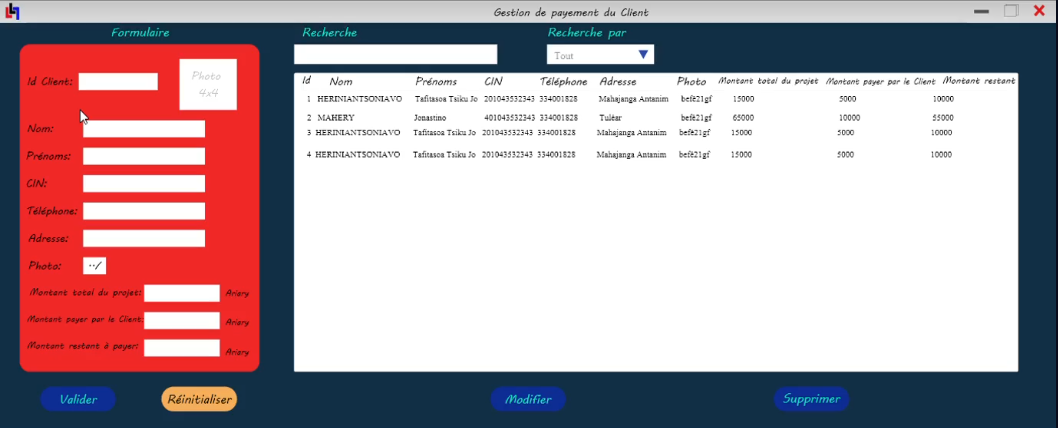 Gestion de payement du Client
Formulaire
Id Client:
Photo
4x4
Nom:
Prénoms:
CIN:
Téléphone:
Adresse:
Photo: ../
Montant total du projet: Ariary
Montant payer par le Client: Ariary
Montant restant à payer: Ariary
Valider Réinitialiser
Recherche Recherche par
Tout
Id Nom Prénoms CIN Téléphone Adresse Photo Montant total du projet Montant payer par le Client Montant restant
1 HERINIANTSONIAVO Tafitasoa Tsiku Jo 201043532343 334001828 Mahajanga Antanim befè21gf 15000 5000 10000
2 MAHERY Jonastino 401043532343 334001828 Tuléar befè21gf 65000 10000 55000
3 HERINIANTSONIAVO Tafitasoa Tsiku Jo 201043532343 334001828 Mahajanga Antanim befè21gf 15000 5000 10000
4 HERINIANTSONIAVO Tafitasoa Tsiku Jo 201043532343 334001828 Mahajanga Antanim befè21gf 15000 5000 10000
Modifier Supprimer